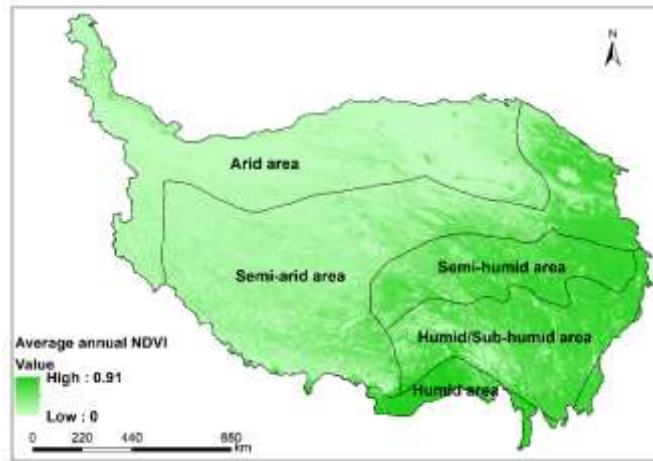 N
Arid area
Semi-arid area
Semi-humid area
Humid/Sub-humid area
Humid area
Average annual NDVI
Value
High : 0.91
Low : 0
0 220 440 880
km